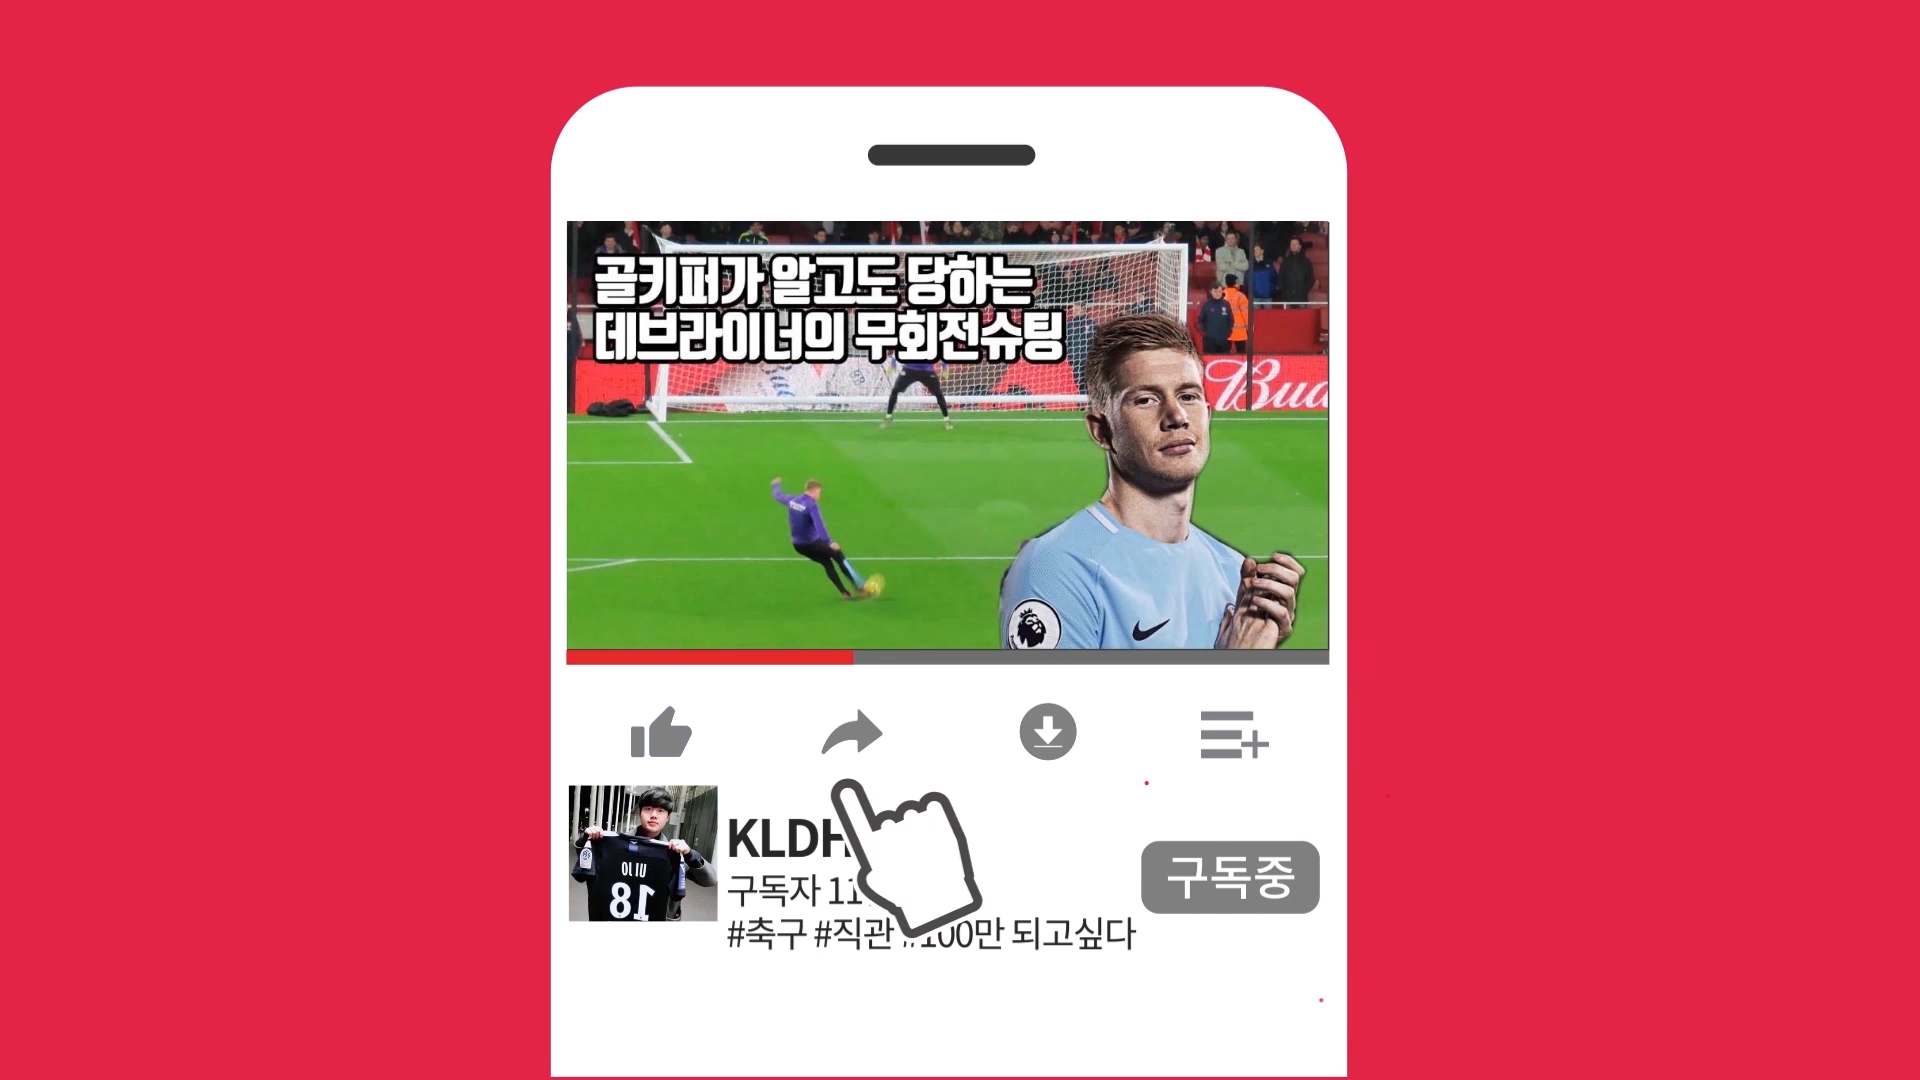 골키퍼가 알고도 당하는
데브라이너의 무회전슈팅
Bud
KLDH
구독자 11
#축구 #직관 #100만 되고싶다
구독중
18